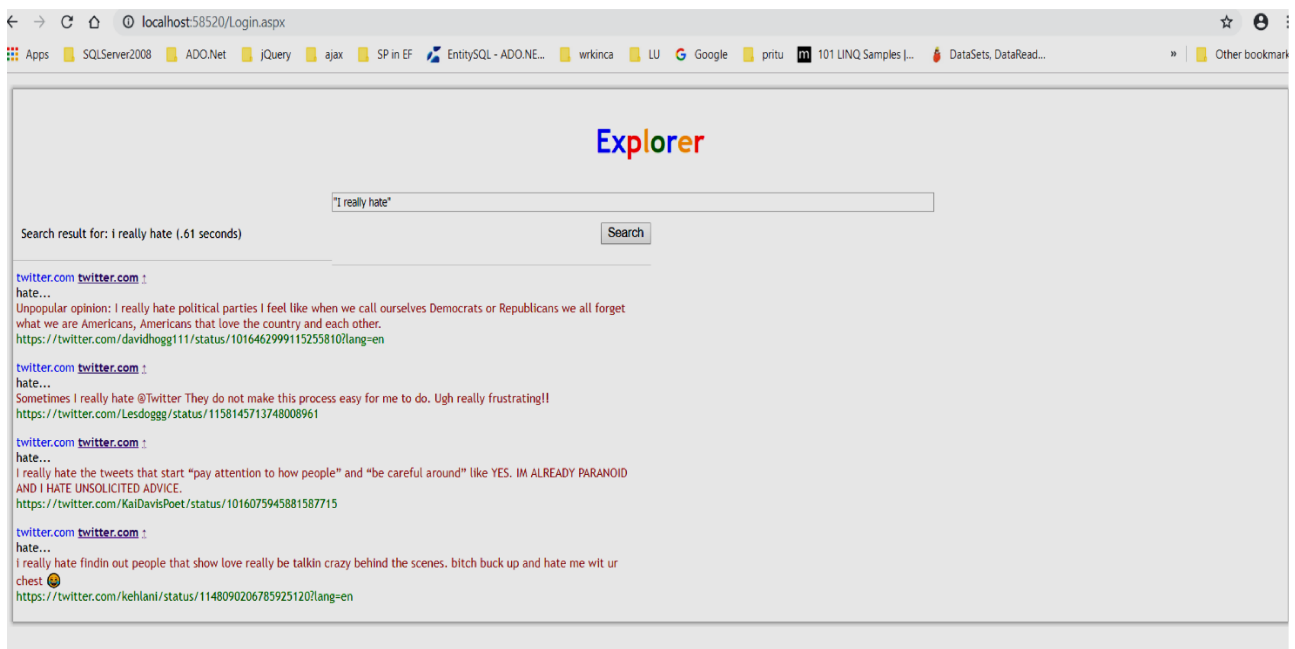 localhost:58520/Login.aspx
Apps SQLServer2008 ADO.Net jQuery ajax SP in EF EntitySQL - ADO.NE... wrkinca LU Google pritu m 101 LINQ Samples |... DataSets, DataRead... » Other bookmark
Explorer
"I really hate"
Search result for: i really hate (.61 seconds)
Search
twitter.com twitter.com ↑
hate...
Unpopular opinion: I really hate political parties I feel like when we call ourselves Democrats or Republicans we all forget
what we are Americans, Americans that love the country and each other.
https://twitter.com/davidhogg111/status/1016462999115255810?lang=en
twitter.com twitter.com ↑
hate...
Sometimes I really hate @Twitter They do not make this process easy for me to do. Ugh really frustrating!!
https://twitter.com/Lesdoggg/status/1158145713748008961
twitter.com twitter.com ↑
hate...
I really hate the tweets that start “pay attention to how people” and “be careful around” like YES. IM ALREADY PARANOID
AND I HATE UNSOLICITED ADVICE.
https://twitter.com/KaiDavisPoet/status/1016075945881587715
twitter.com twitter.com ↑
hate...
i really hate findin out people that show love really be talkin crazy behind the scenes. bitch buck up and hate me wit ur
chest 😂
https://twitter.com/kehlani/status/1148090206785925120?lang=en